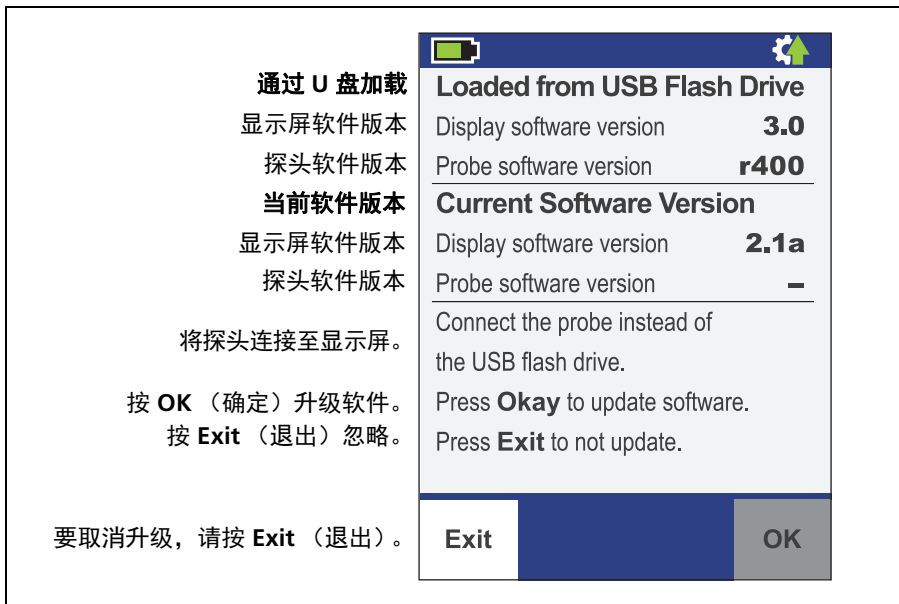 通过 U 盘加载
Loaded from USB Flash Drive
显示屏软件版本
Display software version 3.0
探头软件版本
Probe software version r400
当前软件版本
Current Software Version
显示屏软件版本
Display software version 2.1a
探头软件版本
Probe software version –
将探头连接至显示屏。
Connect the probe instead of
the USB flash drive.
按 OK （确定）升级软件。
Press Okay to update software.
按 Exit （退出）忽略。
Press Exit to not update.
要取消升级，请按 Exit （退出）。
Exit
OK